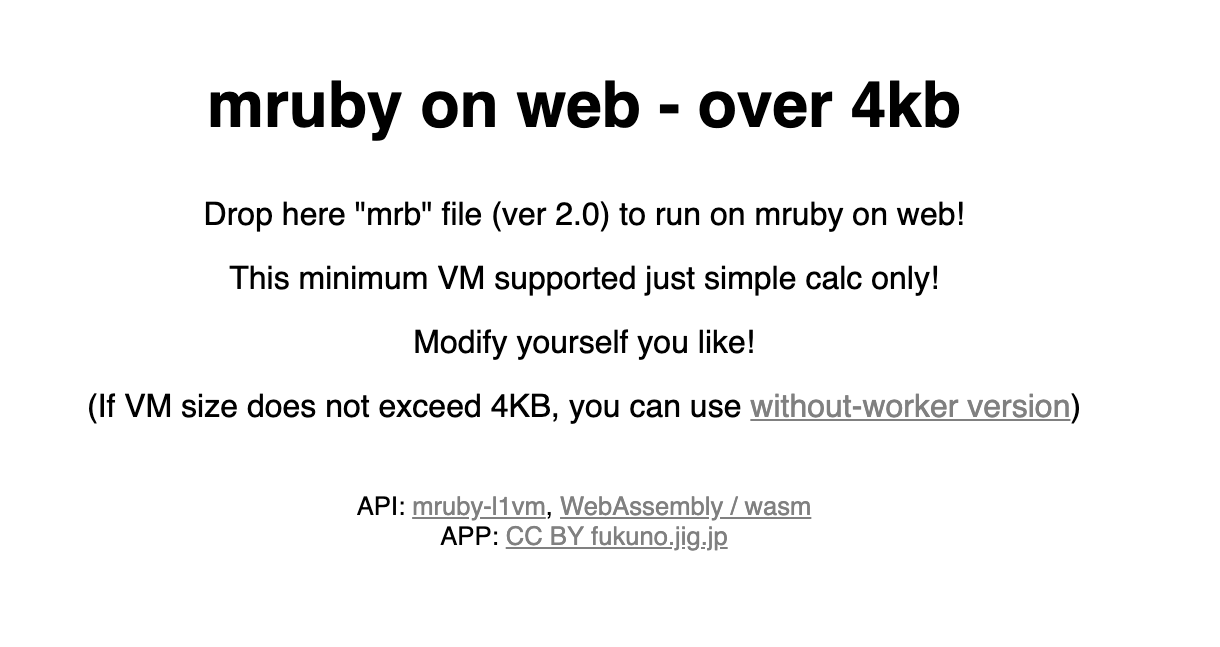 mruby on web - over 4kb
Drop here "mrb" file (ver 2.0) to run on mruby on web!
This minimum VM supported just simple calc only!
Modify yourself you like!
(If VM size does not exceed 4KB, you can use without-worker version)
API: mruby-l1vm, WebAssembly / wasm
APP: CC BY fukuno.jig.jp